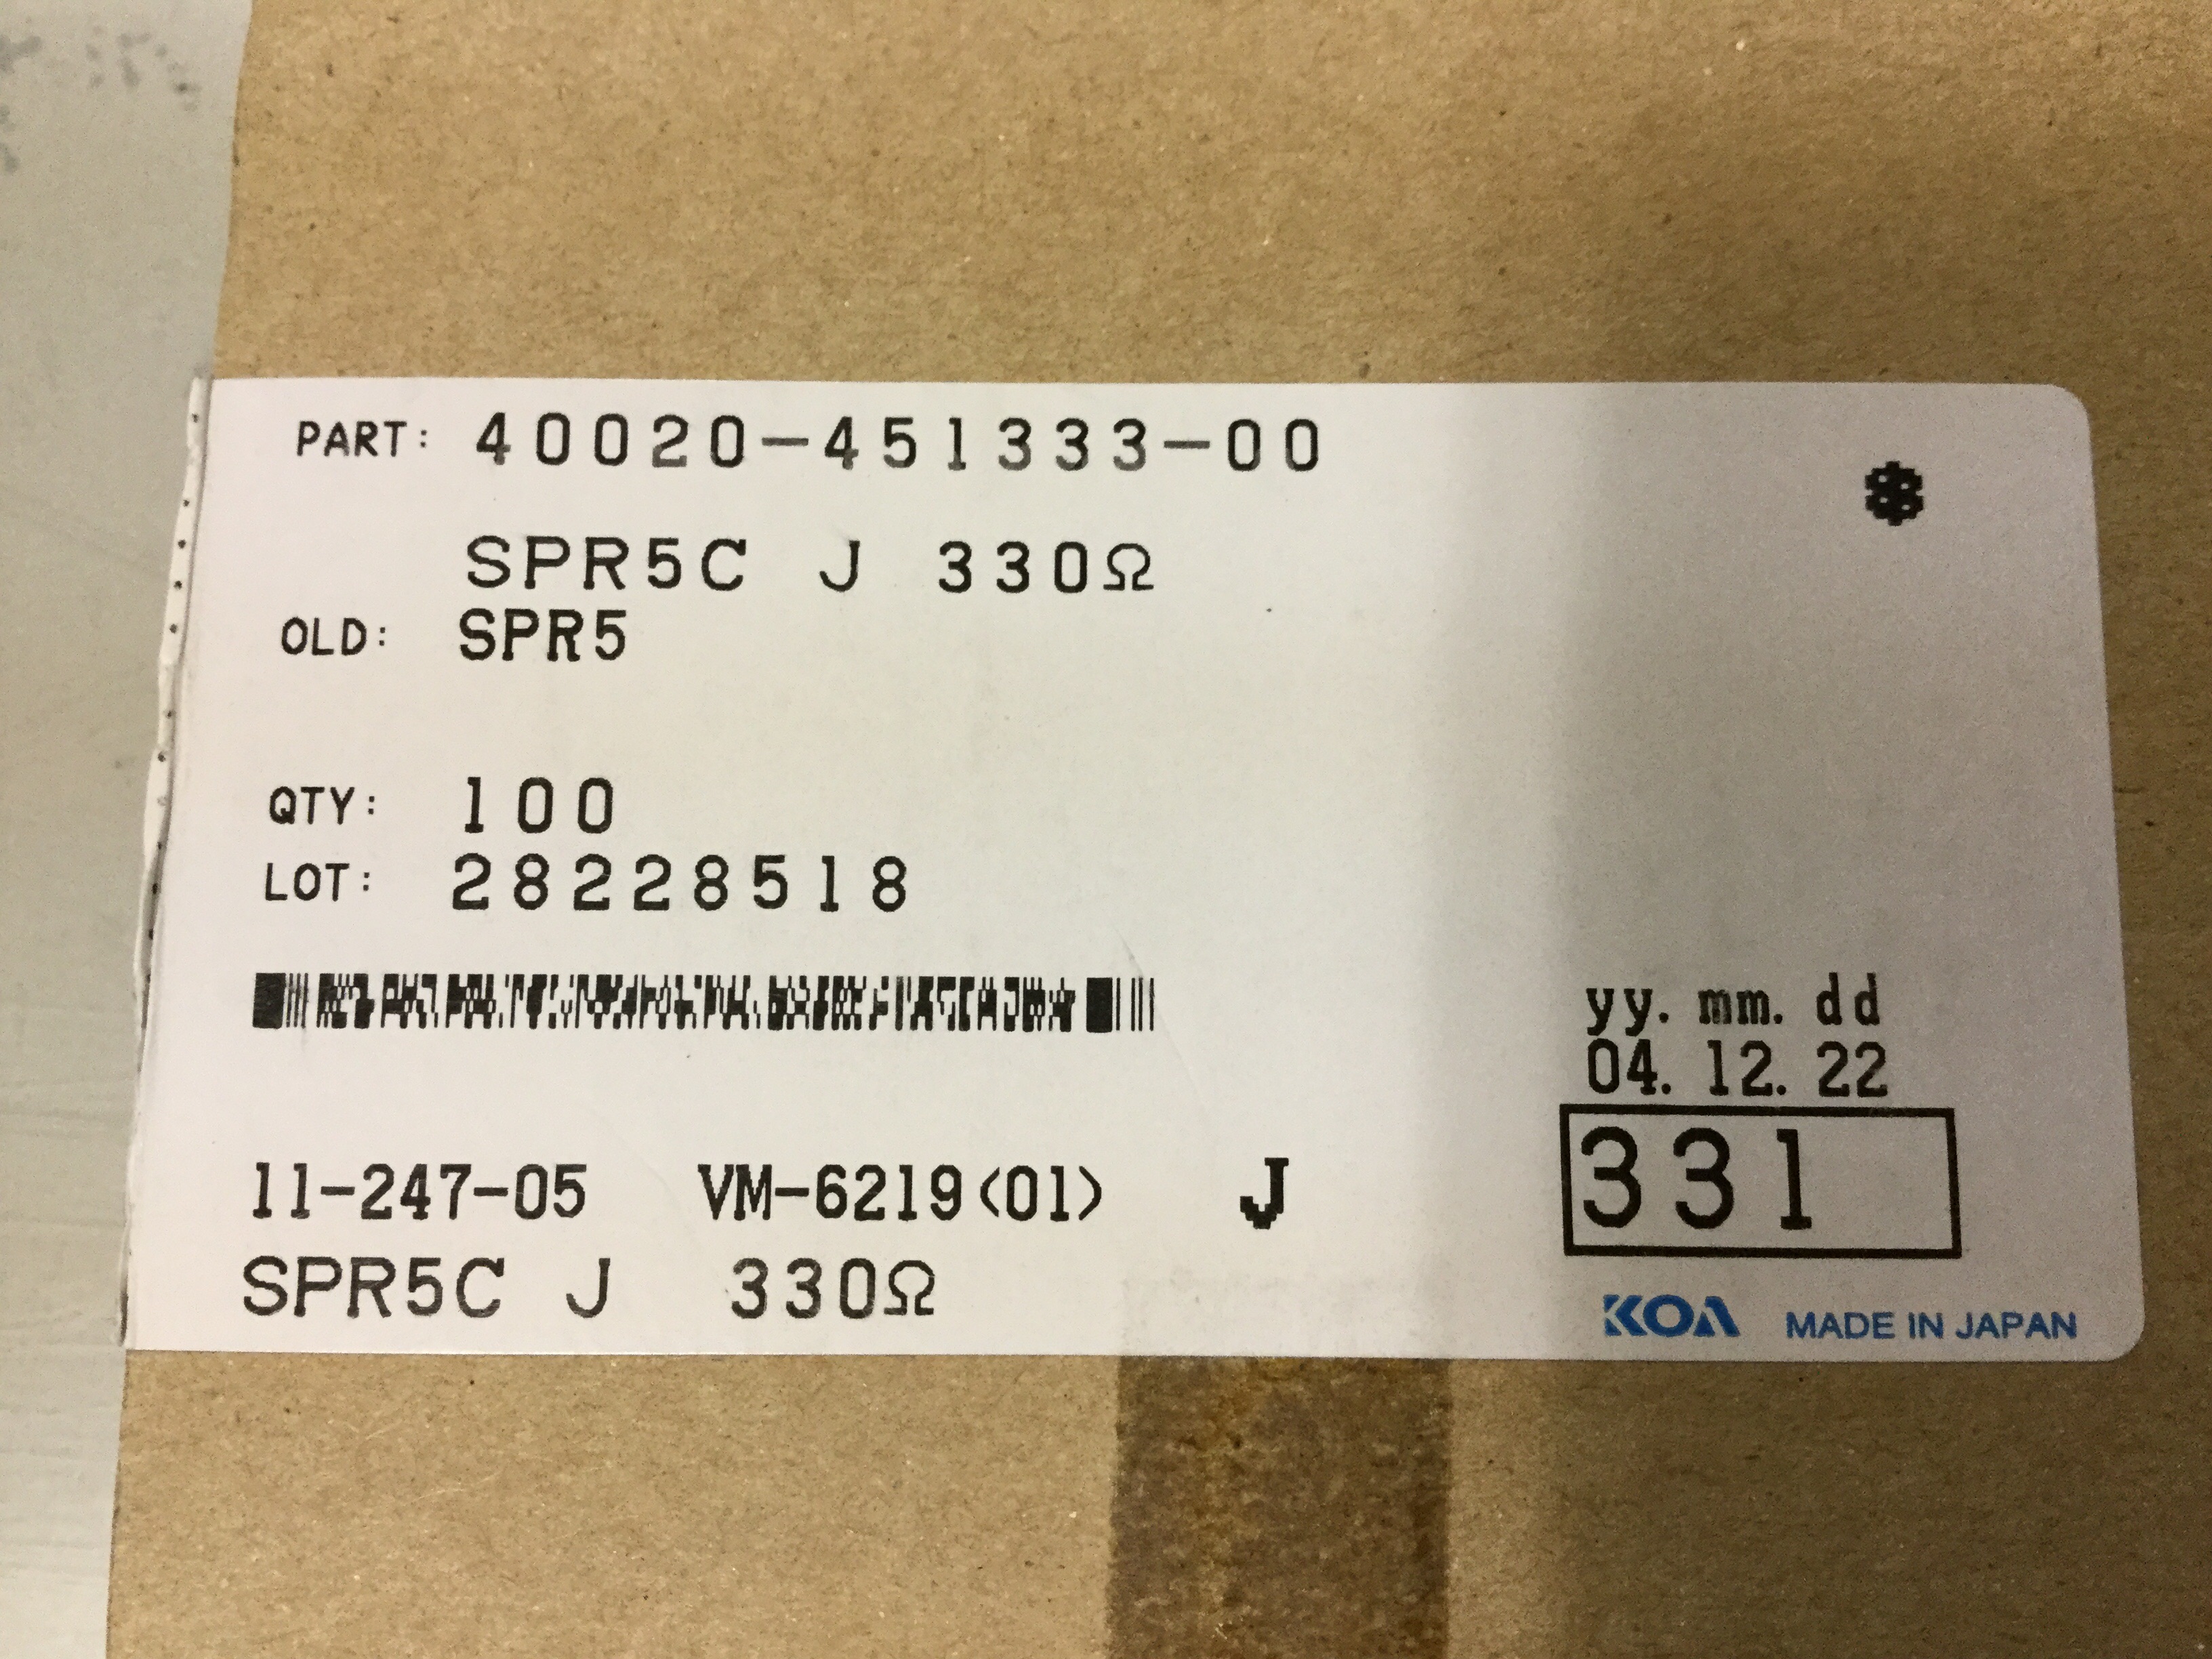 PART: 40020-451333-00
SPR5C J 330Ω
OLD: SPR5
QTY: 100
LOT: 28228518
yy. mm. dd
04. 12. 22
331
11-247-05 VM-6219<01> J
SPR5C J 330Ω
KOA MADE IN JAPAN